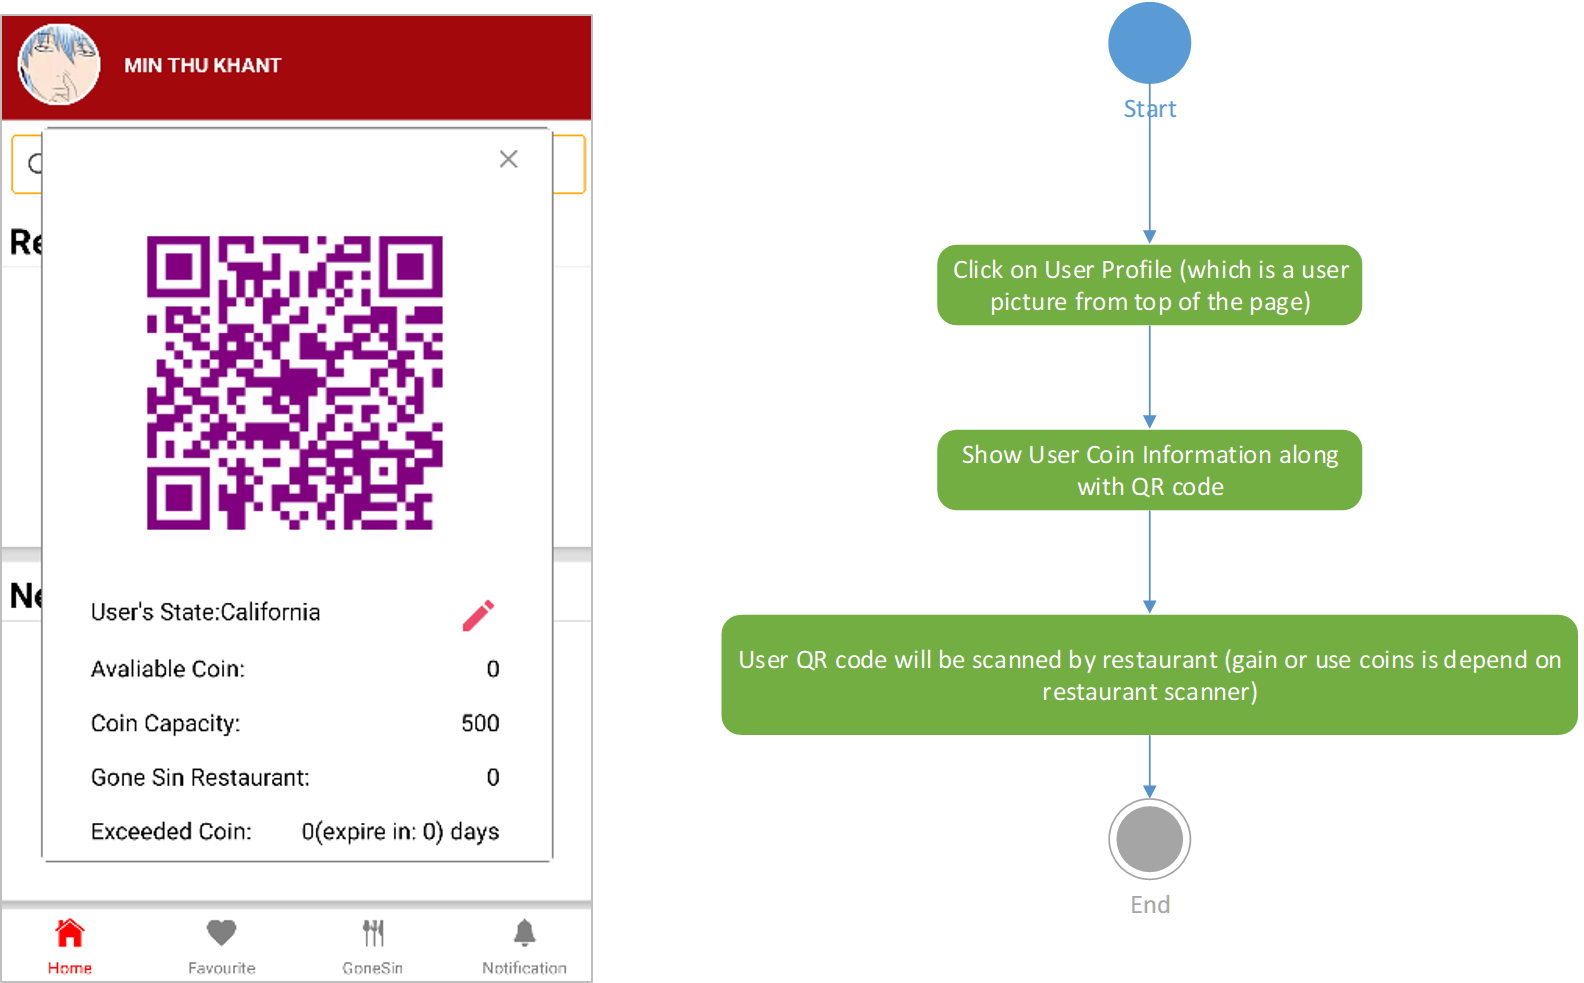 MIN THU KHANT
Re
Ne
User's State:California
Avaliable Coin: 0
Coin Capacity: 500
Gone Sin Restaurant: 0
Exceeded Coin: 0(expire in: 0) days
Home Favourite GoneSin Notification
Start
Click on User Profile (which is a user
picture from top of the page)
Show User Coin Information along
with QR code
User QR code will be scanned by restaurant (gain or use coins is depend on
restaurant scanner)
End